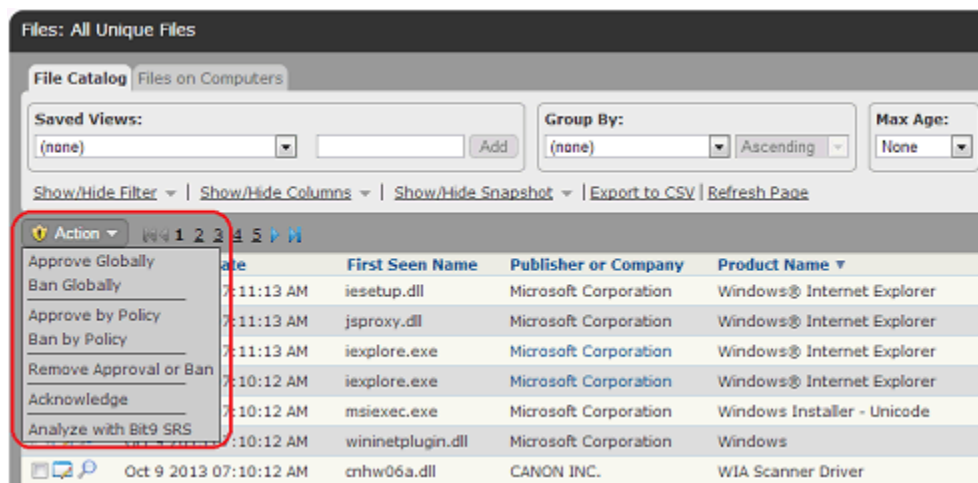 Files: All Unique Files
File Catalog Files on Computers
Saved Views: Group By: Max Age:
(none) Add (none) Ascending None
Show/Hide Filter | Show/Hide Columns | Show/Hide Snapshot | Export to CSV | Refresh Page
Action 1 2 3 4 5
Approve Globally
Ban Globally
Approve by Policy
Ban by Policy
Remove Approval or Ban
Acknowledge
Analyze with Bit9 SRS
ate First Seen Name Publisher or Company Product Name
7:11:13 AM iesetup.dll Microsoft Corporation Windows® Internet Explorer
7:11:13 AM jsproxy.dll Microsoft Corporation Windows® Internet Explorer
7:11:13 AM iexplore.exe Microsoft Corporation Windows® Internet Explorer
7:10:12 AM iexplore.exe Microsoft Corporation Windows® Internet Explorer
7:10:12 AM msiexec.exe Microsoft Corporation Windows Installer - Unicode
7:10:12 AM wininetplugin.dll Microsoft Corporation Windows
Oct 9 2013 07:10:12 AM cnhw06a.dll CANON INC. WIA Scanner Driver